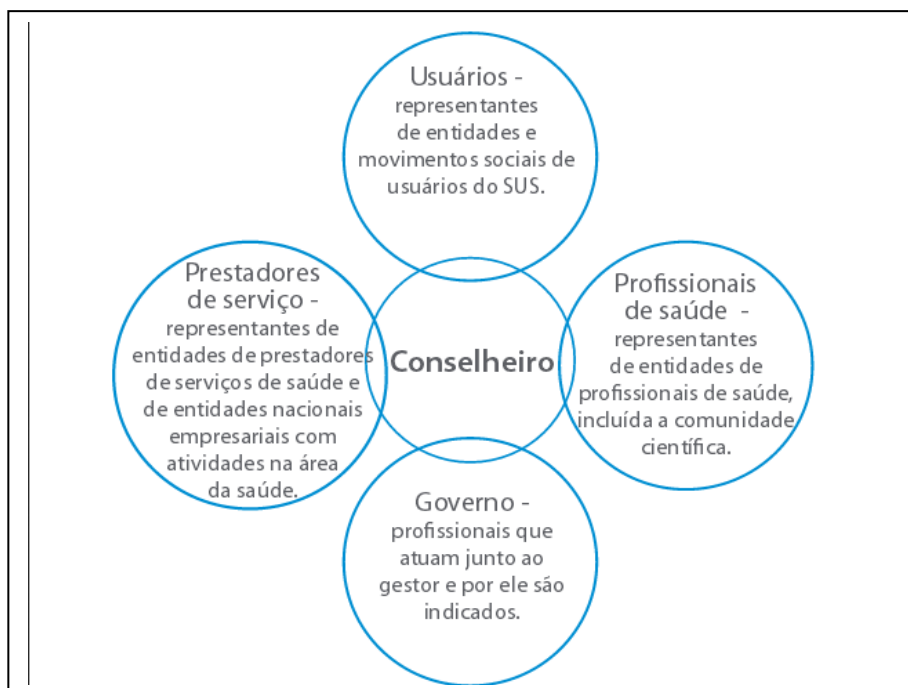 Usuários -
representantes
de entidades e
movimentos sociais de
usuários do SUS.
Prestadores
de serviço -
representantes de
entidades de prestadores
de serviços de saúde e
de entidades nacionais
empresariais com
atividades na área
da saúde.
Conselheiro
Profissionais
de saúde -
representantes
de entidades de
profissionais de saúde,
incluída a comunidade
científica.
Governo -
profissionais que
atuam junto ao
gestor e por ele são
indicados.